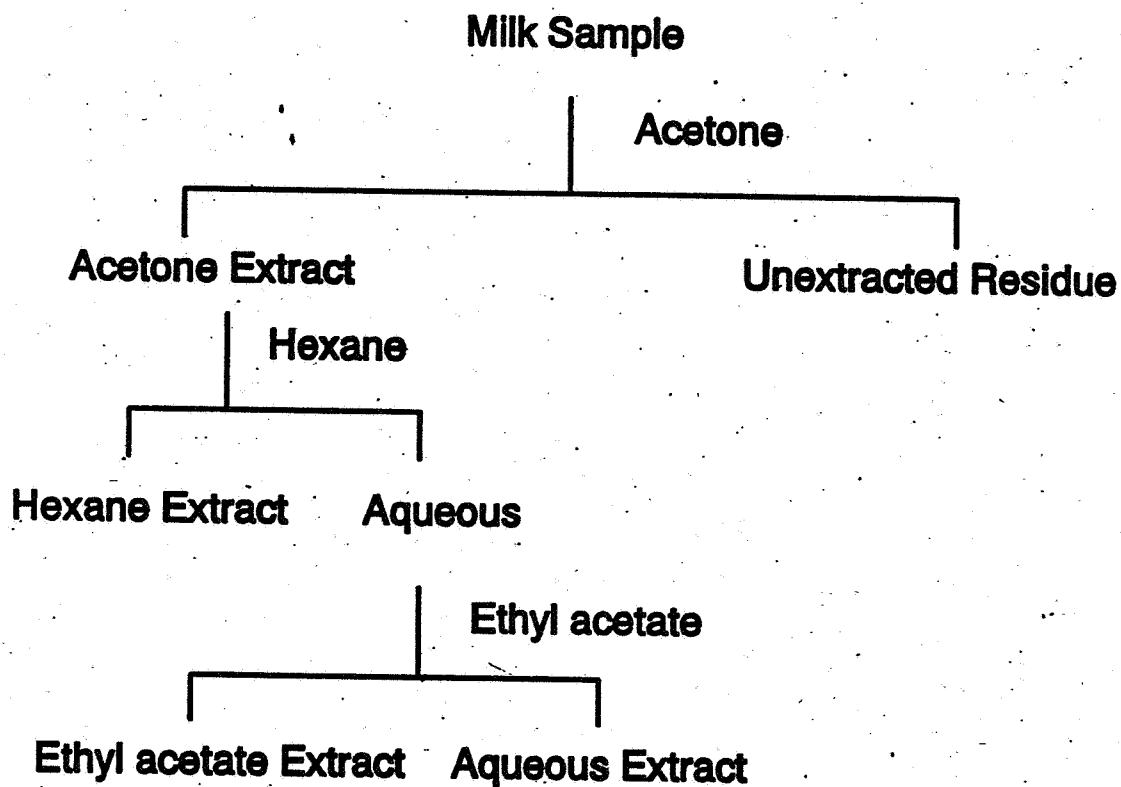 Milk Sample
Acetone
Acetone Extract
Unextracted Residue
Hexane
Hexane Extract
Aqueous
Ethyl acetate
Ethyl acetate Extract
Aqueous Extract